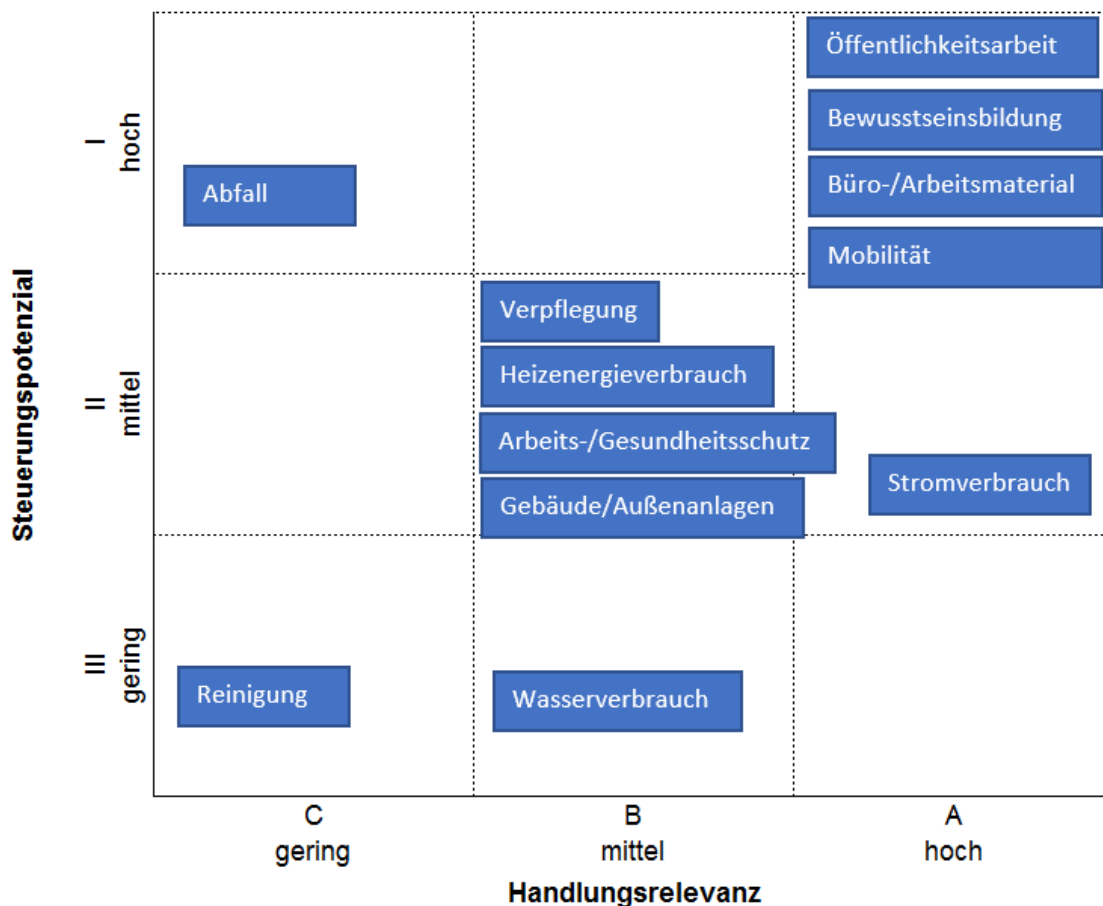 Öffentlichkeitsarbeit
Bewusstseinsbildung
Büro-/Arbeitsmaterial
Mobilität
Abfall
Verpflegung
Heizenergieverbrauch
Arbeits-/Gesundheitsschutz
Gebäude/Außenanlagen
Stromverbrauch
Reinigung
Wasserverbrauch
Steuerungspotenzial
I
hoch
II
mittel
III
gering
C
gering
B
mittel
A
hoch
Handlungsrelevanz